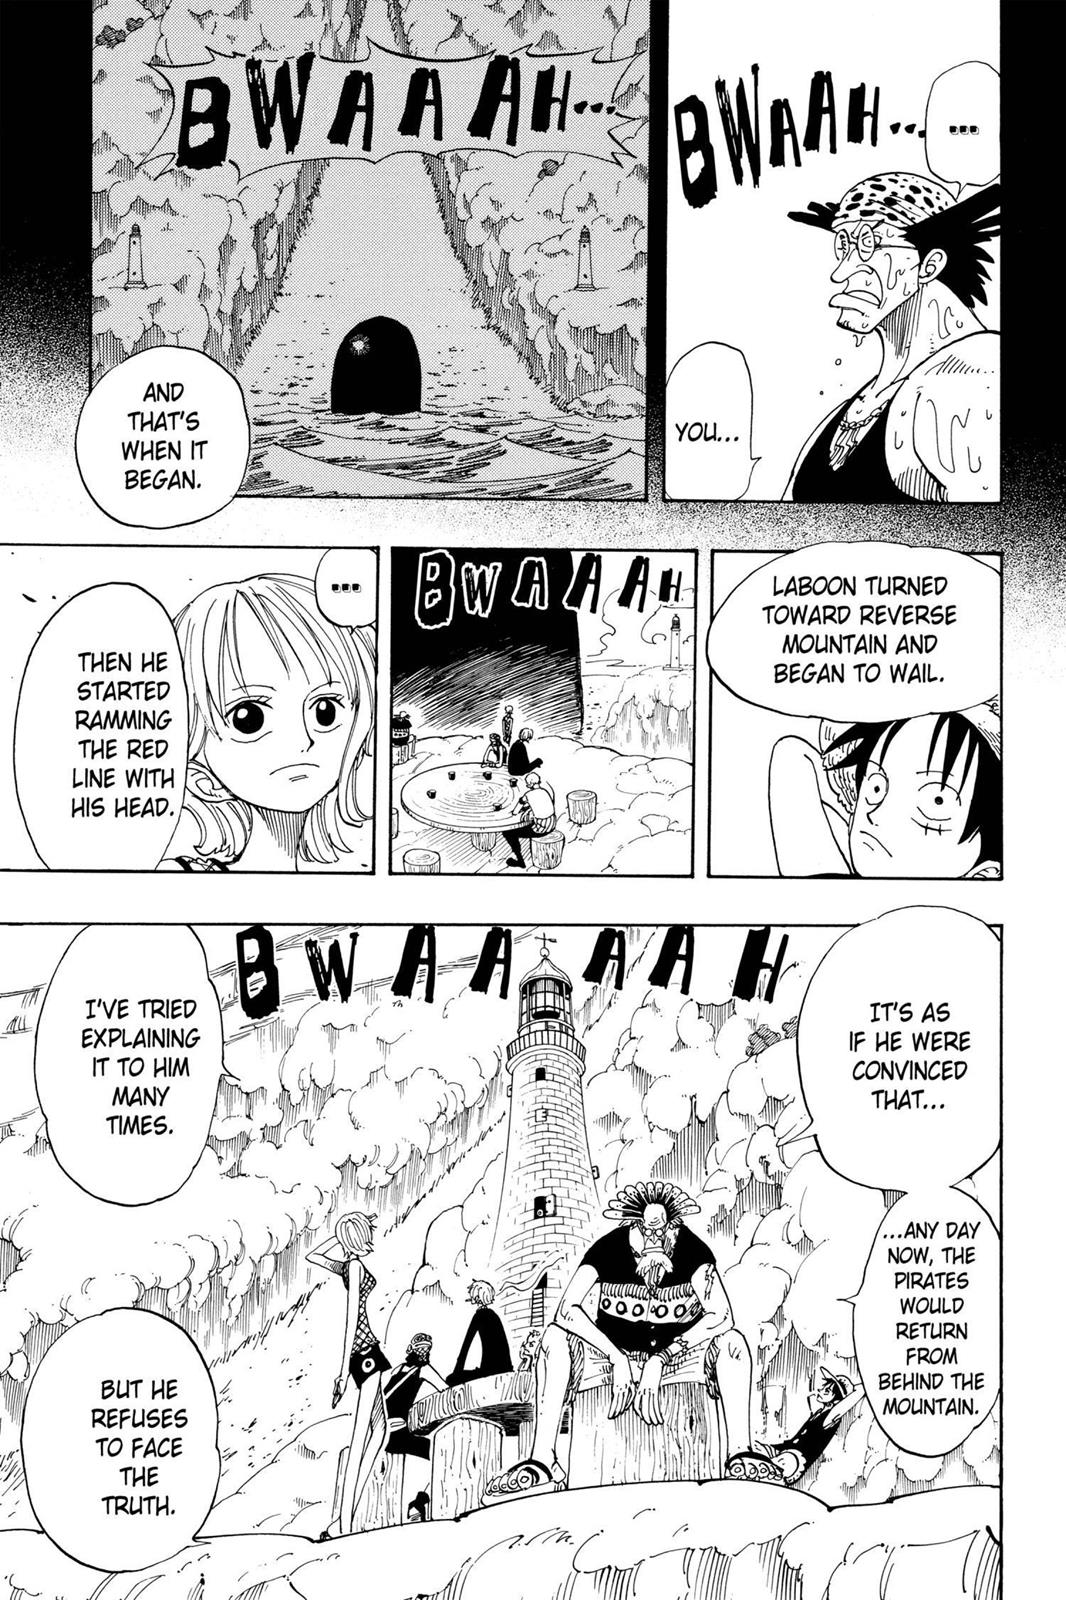 ...
BWAAH...
YOU...
BWAAAAH...
AND
THAT'S
WHEN IT
BEGAN.
LABOON TURNED
TOWARD REVERSE
MOUNTAIN AND
BEGAN TO WAIL.
BWAAAAH
...
THEN HE
STARTED
RAMMING
THE RED
LINE WITH
HIS HEAD.
BWAAAAAH
IT'S AS
IF HE WERE
CONVINCED
THAT...
...ANY DAY
NOW, THE
PIRATES
WOULD
RETURN
FROM
BEHIND THE
MOUNTAIN.
I'VE TRIED
EXPLAINING
IT TO HIM
MANY
TIMES.
BUT HE
REFUSES
TO FACE
THE
TRUTH.